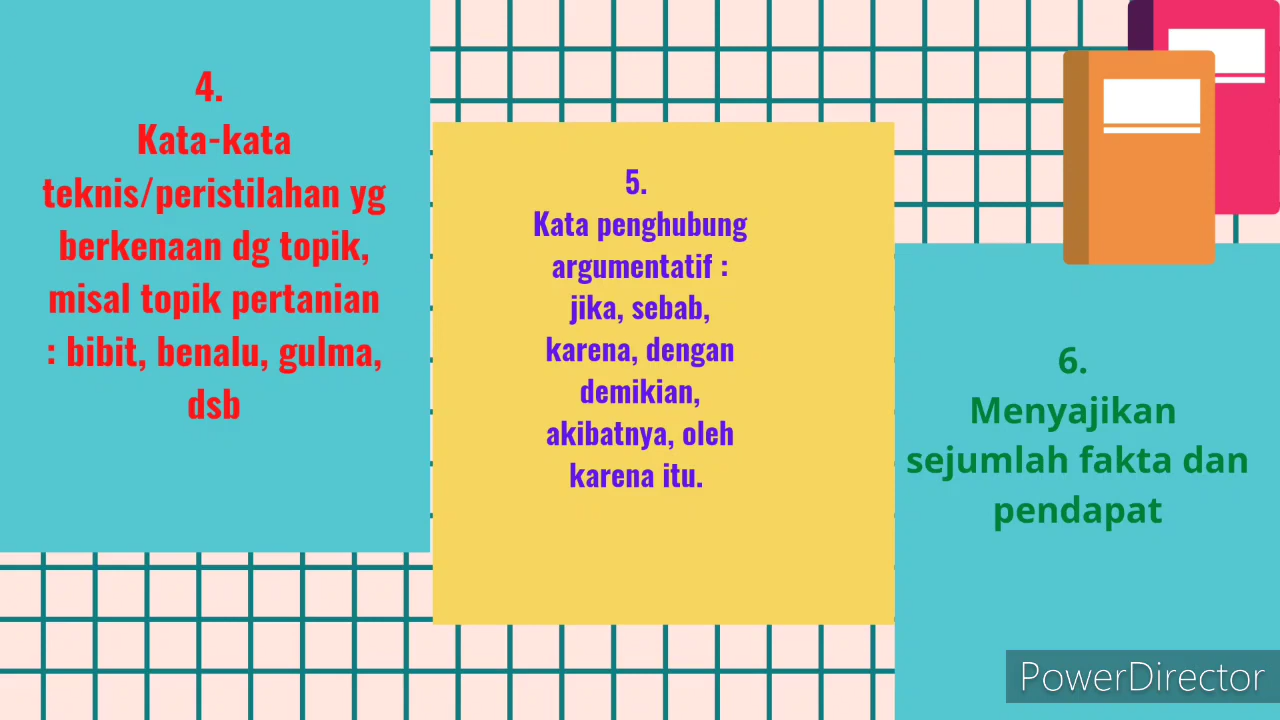 4.
Kata-kata
teknis/peristilahan yg
berkenaan dg topik,
misal topik pertanian
: bibit, benalu, gulma,
dsb
5.
Kata penghubung
argumentatif :
jika, sebab,
karena, dengan
demikian,
akibatnya, oleh
karena itu.
6.
Menyajikan
sejumlah fakta dan
pendapat
PowerDirector